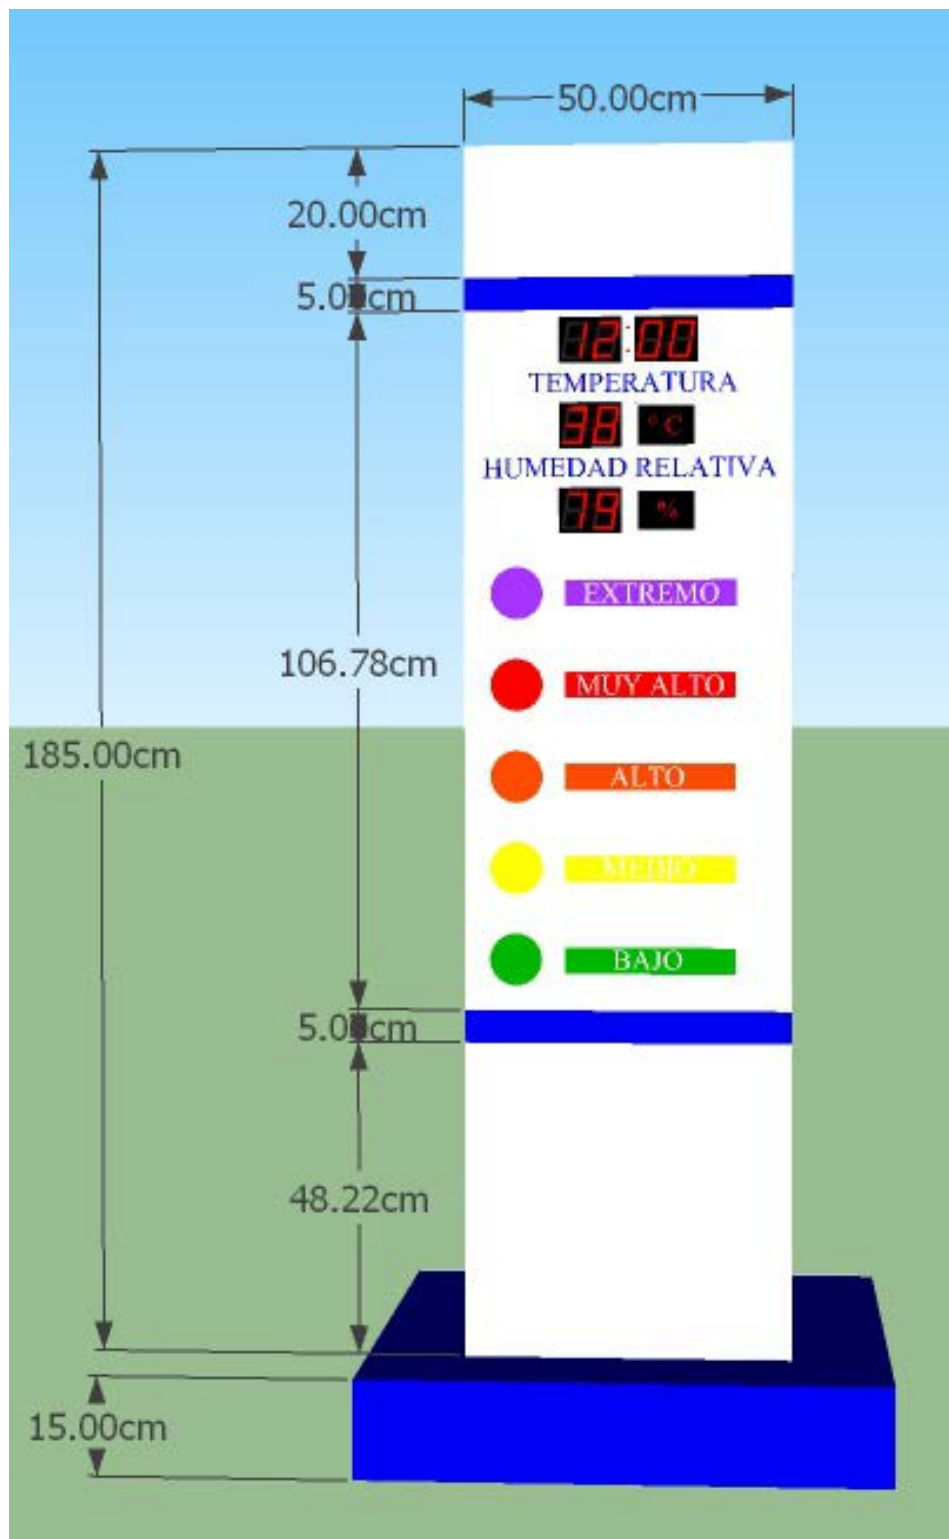 50.00cm
20.00cm
5.00cm
12:00
TEMPERATURA
38 °C
HUMEDAD RELATIVA
79 %
EXTREMO
106.78cm
MUY ALTO
185.00cm
ALTO
MEDIO
BAJO
5.00cm
48.22cm
15.00cm